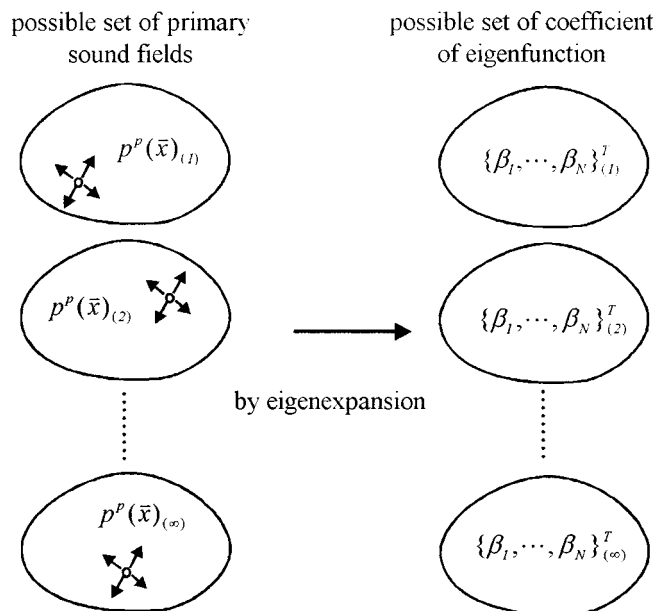 possible set of primary
sound fields
possible set of coefficient
of eigenfunction
p^p(x̄)_(1)
{β_1,⋯,β_N}^T_(1)
p^p(x̄)_(2)
{β_1,⋯,β_N}^T_(2)
by eigenexpansion
p^p(x̄)_(∞)
{β_1,⋯,β_N}^T_(∞)